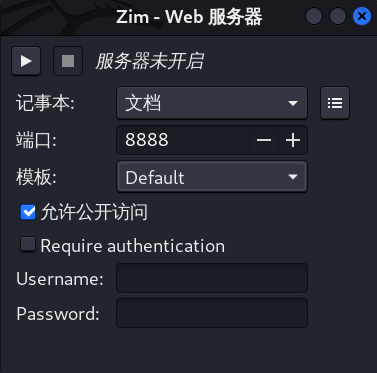 Zim - Web 服务器
服务器未开启
记事本: 文档
端口: 8888
模板: Default
允许公开访问
Require authentication
Username:
Password: